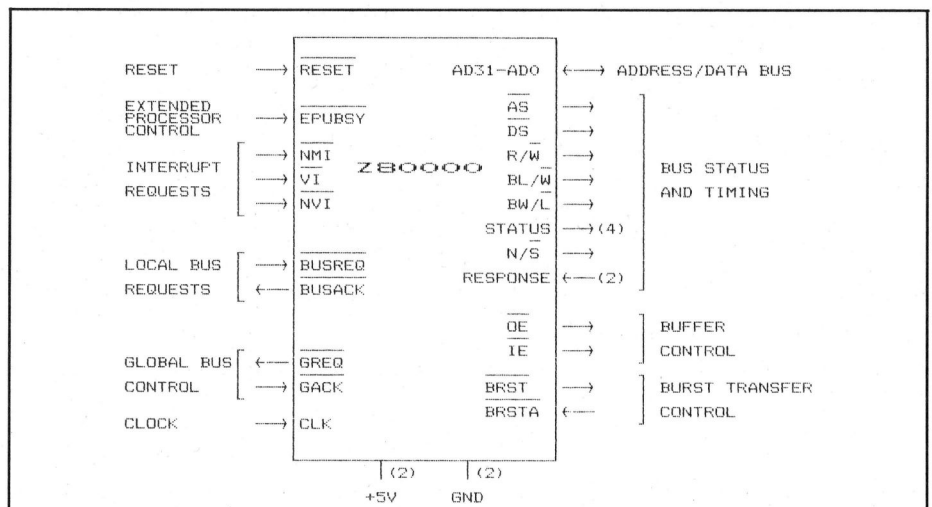 RESET RESET AD31-AD0 ADDRESS/DATA BUS
EXTENDED
PROCESSOR
CONTROL EPUBSY
AS
DS
INTERRUPT
REQUESTS
NMI
VI
NVI
Z80000
R/W
BL/W
BW/L
STATUS (4)
N/S
RESPONSE (2)
BUS STATUS
AND TIMING
LOCAL BUS
REQUESTS
BUSREQ
BUSACK
OE
IE
BUFFER
CONTROL
GLOBAL BUS
CONTROL
GREQ
GACK
BRST
BRSTA
BURST TRANSFER
CONTROL
CLOCK CLK
(2) (2)
+5V GND